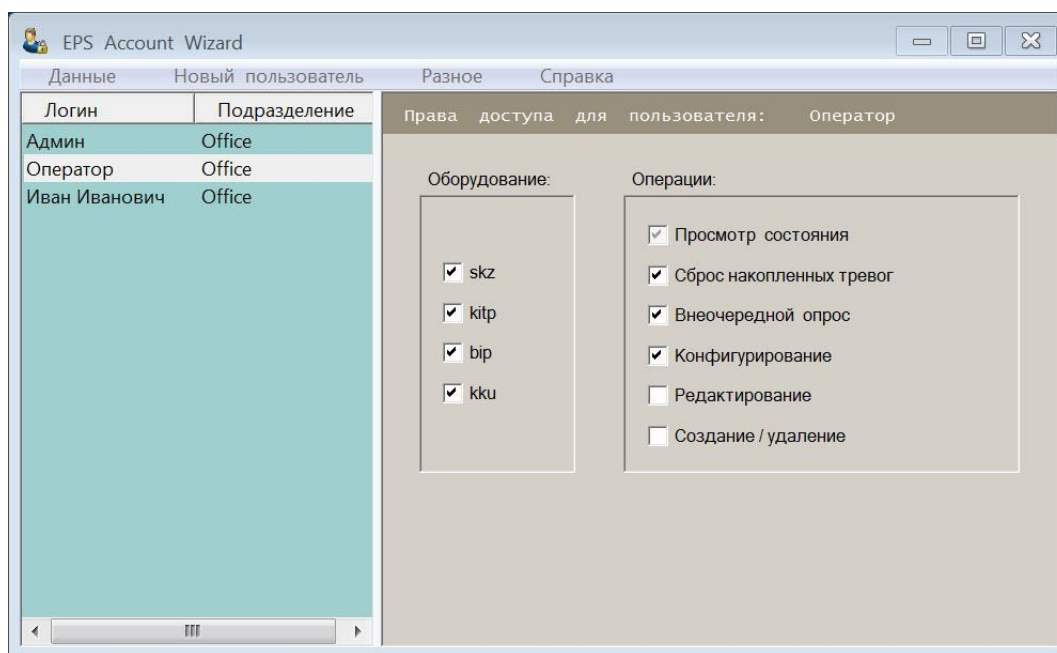 EPS Account Wizard
Данные Новый пользователь Разное Справка
Логин Подразделение
Админ Office
Оператор Office
Иван Иванович Office
Права доступа для пользователя: Оператор
Оборудование:
skz
kitp
bip
kku
Операции:
Просмотр состояния
Сброс накопленных тревог
Внеочередной опрос
Конфигурирование
Редактирование
Создание / удаление